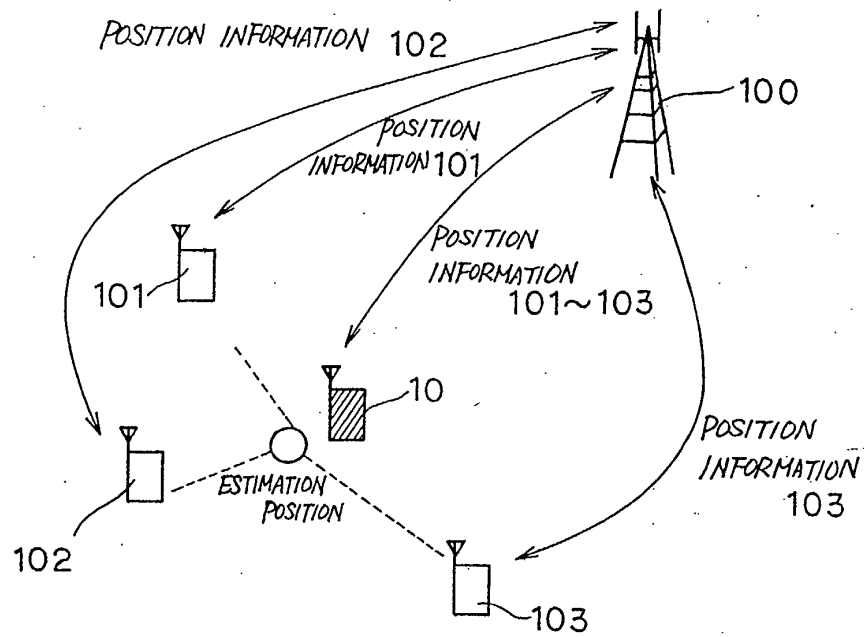 POSITION INFORMATION 102
100
POSITION
INFORMATION 101
POSITION
INFORMATION
101~103
101
10
POSITION
INFORMATION
103
ESTIMATION
POSITION
102
103